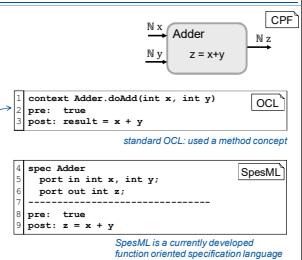 CPF
ℕ x
ℕ y
Adder
z = x+y
ℕ z
OCL
1 context Adder.doAdd(int x, int y)
2 pre: true
3 post: result = x + y
standard OCL: used a method concept
SpesML
4 spec Adder
5 port in int x, int y;
6 port out int z;
7 -------------------------------
8 pre: true
9 post: z = x + y
SpesML is a currently developed
function oriented specification language